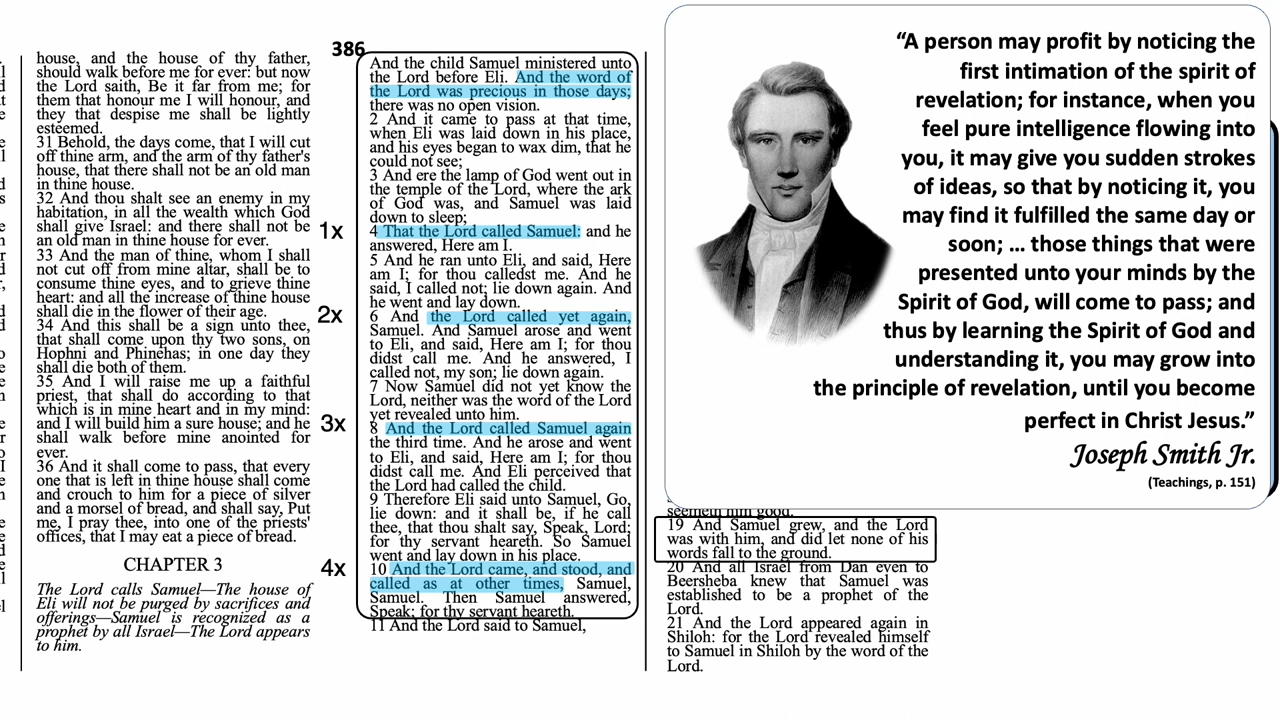 house, and the house of thy father,
should walk before me for ever: but now
the Lord saith, Be it far from me; for
them that honour me I will honour, and
they that despise me shall be lightly
esteemed.
31 Behold, the days come, that I will cut
off thine arm, and the arm of thy father's
house, that there shall not be an old man
in thine house.
32 And thou shalt see an enemy in my
habitation, in all the wealth which God
shall give Israel: and there shall not be
an old man in thine house for ever.
33 And the man of thine, whom I shall
not cut off from mine altar, shall be to
consume thine eyes, and to grieve thine
heart: and all the increase of thine house
shall die in the flower of their age.
34 And this shall be a sign unto thee,
that shall come upon thy two sons, on
Hophni and Phinehas; in one day they
shall die both of them.
35 And I will raise me up a faithful
priest, that shall do according to that
which is in mine heart and in my mind:
and I will build him a sure house; and he
shall walk before mine anointed for
ever.
36 And it shall come to pass, that every
one that is left in thine house shall come
and crouch to him for a piece of silver
and a morsel of bread, and shall say, Put
me, I pray thee, into one of the priests'
offices, that I may eat a piece of bread.
CHAPTER 3
The Lord calls Samuel—The house of
Eli will not be purged by sacrifices and
offerings—Samuel is recognized as a
prophet by all Israel—The Lord appears
to him.
386
And the child Samuel ministered unto
the Lord before Eli. And the word of
the Lord was precious in those days;
there was no open vision.
2 And it came to pass at that time,
when Eli was laid down in his place,
and his eyes began to wax dim, that he
could not see;
3 And ere the lamp of God went out in
the temple of the Lord, where the ark
of God was, and Samuel was laid
down to sleep;
1x
4 That the Lord called Samuel: and he
answered, Here am I.
5 And he ran unto Eli, and said, Here
am I; for thou calledst me. And he
said, I called not; lie down again. And
he went and lay down.
2x
6 And the Lord called yet again,
Samuel. And Samuel arose and went
to Eli, and said, Here am I; for thou
didst call me. And he answered, I
called not, my son; lie down again.
7 Now Samuel did not yet know the
Lord, neither was the word of the Lord
yet revealed unto him.
3x
8 And the Lord called Samuel again
the third time. And he arose and went
to Eli, and said, Here am I; for thou
didst call me. And Eli perceived that
the Lord had called the child.
9 Therefore Eli said unto Samuel, Go,
lie down: and it shall be, if he call
thee, that thou shalt say, Speak, Lord;
for thy servant heareth. So Samuel
went and lay down in his place.
4x
10 And the Lord came, and stood, and
called as at other times, Samuel,
Samuel. Then Samuel answered,
Speak; for thy servant heareth.
11 And the Lord said to Samuel,
“A person may profit by noticing the
first intimation of the spirit of
revelation; for instance, when you
feel pure intelligence flowing into
you, it may give you sudden strokes
of ideas, so that by noticing it, you
may find it fulfilled the same day or
soon; … those things that were
presented unto your minds by the
Spirit of God, will come to pass; and
thus by learning the Spirit of God and
understanding it, you may grow into
the principle of revelation, until you become
perfect in Christ Jesus.”
Joseph Smith Jr.
(Teachings, p. 151)
seemeth him good.
19 And Samuel grew, and the Lord
was with him, and did let none of his
words fall to the ground.
20 And all Israel from Dan even to
Beersheba knew that Samuel was
established to be a prophet of the
Lord.
21 And the Lord appeared again in
Shiloh: for the Lord revealed himself
to Samuel in Shiloh by the word of the
Lord.